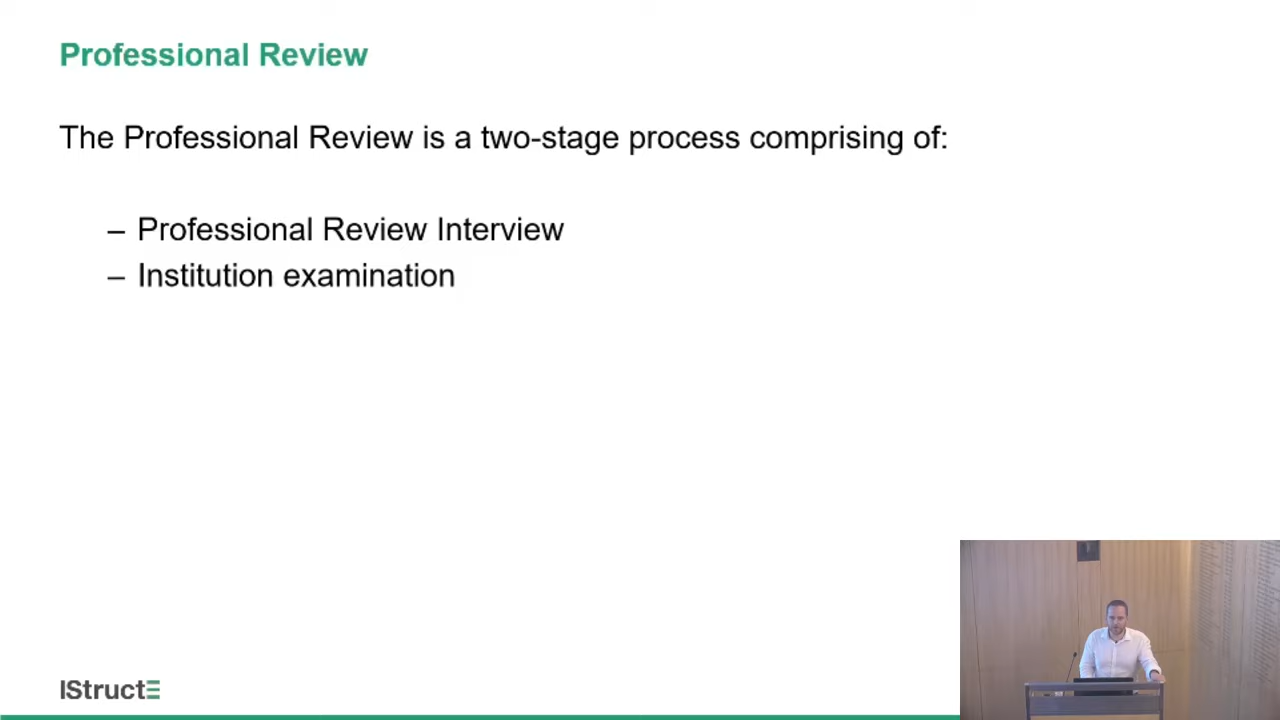 Professional Review
The Professional Review is a two-stage process comprising of:
– Professional Review Interview
– Institution examination
IStructE